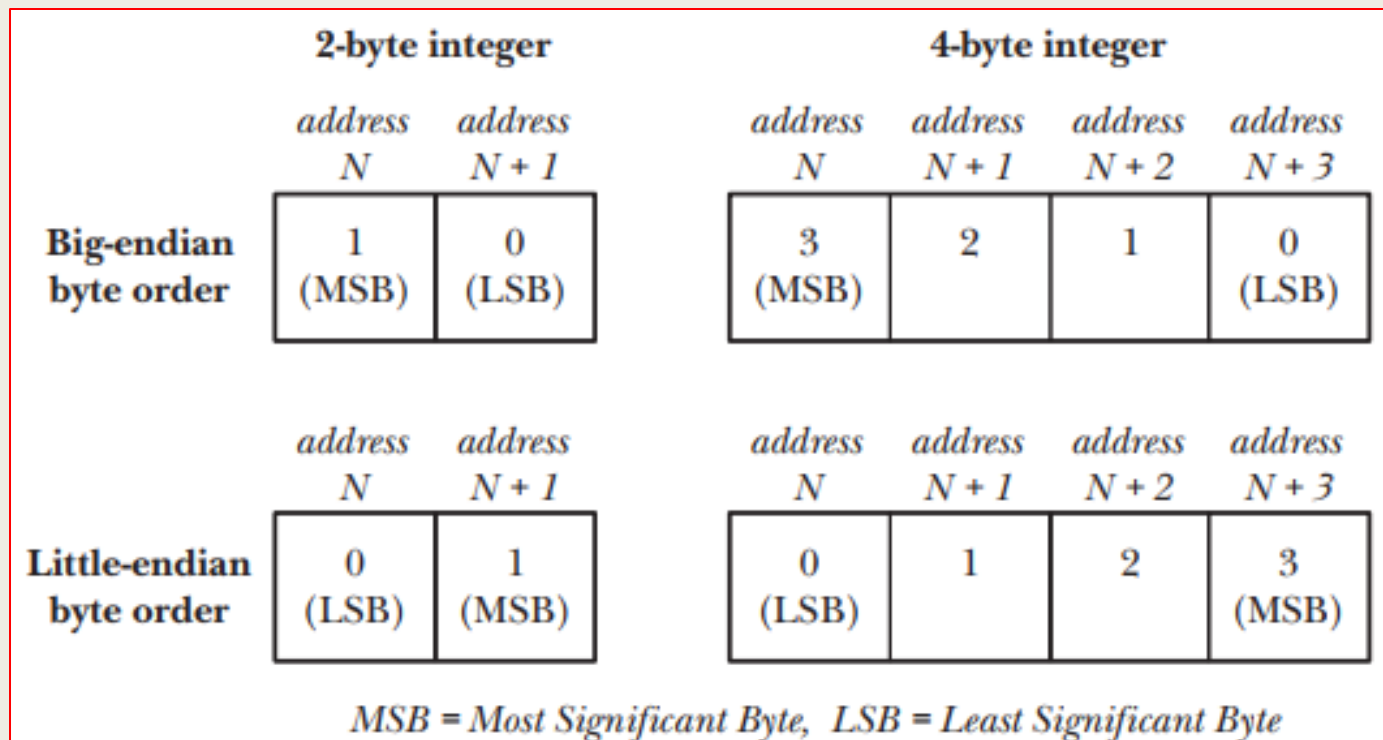 2-byte integer 4-byte integer
address address address address address address
N N + 1 N N + 1 N + 2 N + 3
Big-endian
byte order
1 0 3 2 1 0
(MSB) (LSB) (MSB) (LSB)
address address address address address address
N N + 1 N N + 1 N + 2 N + 3
Little-endian
byte order
0 1 0 1 2 3
(LSB) (MSB) (LSB) (MSB)
MSB = Most Significant Byte, LSB = Least Significant Byte